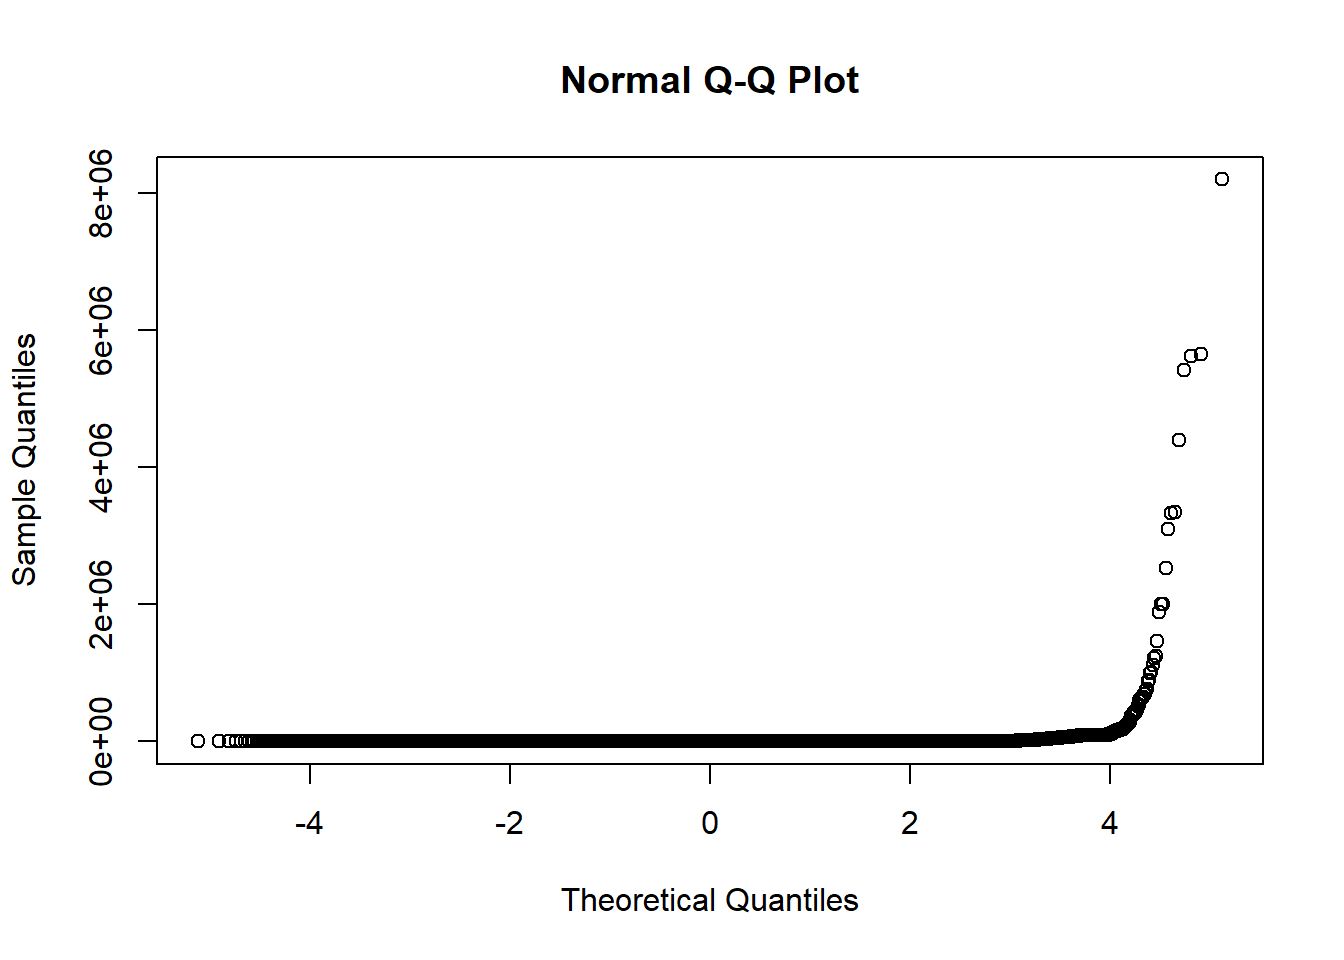 Normal Q-Q Plot
8e+06
6e+06
4e+06
2e+06
0e+00
Sample Quantiles
-4 -2 0 2 4
Theoretical Quantiles